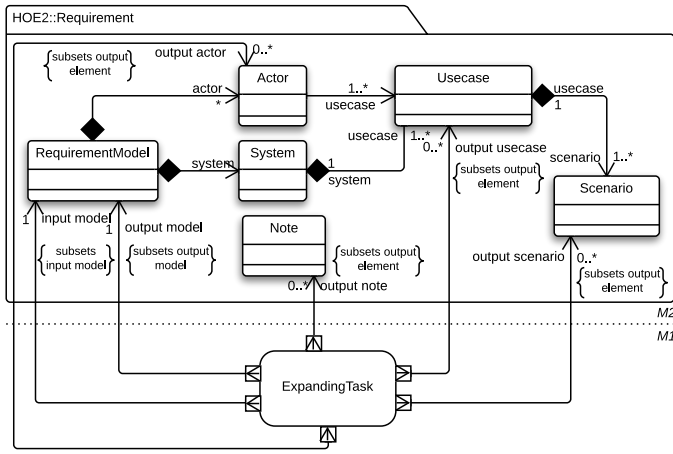 HOE2::Requirement
{subsets output element}
output actor
0..*
Actor
actor
*
1..*
usecase
Usecase
usecase
1
RequirementModel
system
System
1
system
usecase
1..*
0..*
output usecase
{subsets output element}
scenario
1..*
Scenario
1
input model
{subsets input model}
1
output model
{subsets output model}
Note
{subsets output element}
0..*
output note
output scenario
0..*
{subsets output element}
M2
M1
ExpandingTask